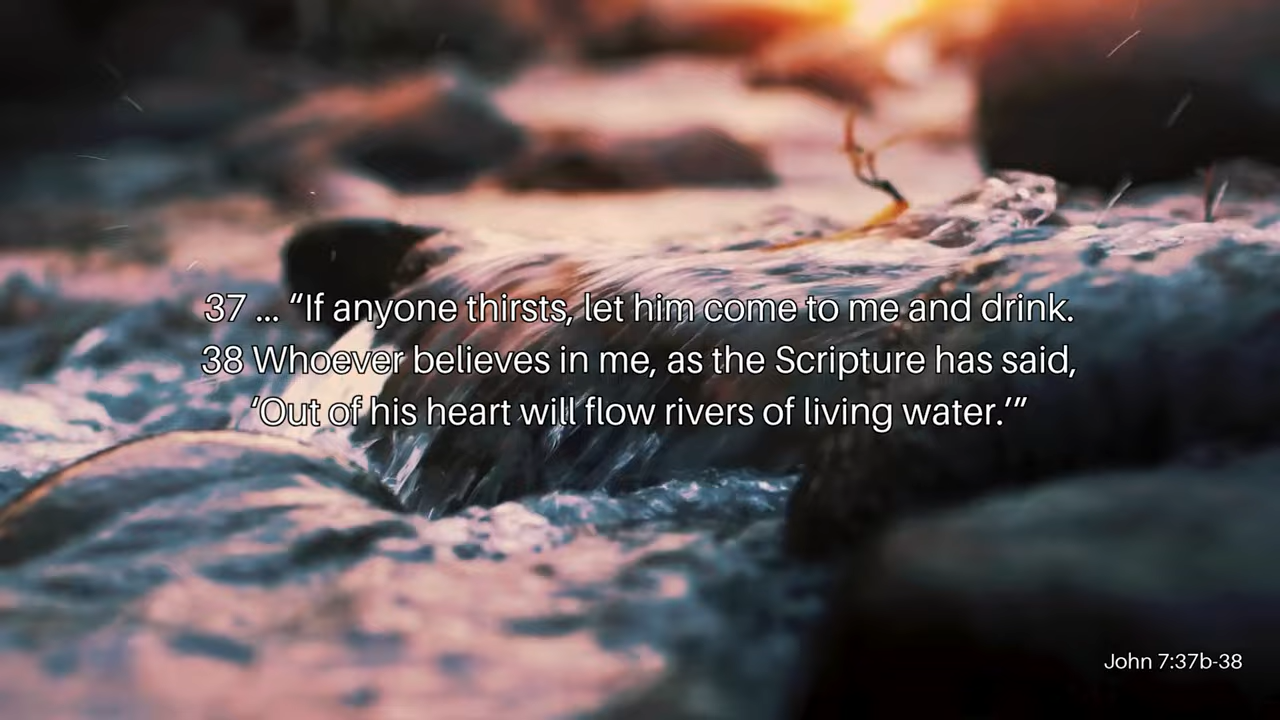 37 ... “If anyone thirsts, let him come to me and drink.
38 Whoever believes in me, as the Scripture has said,
‘Out of his heart will flow rivers of living water.’”
John 7:37b-38